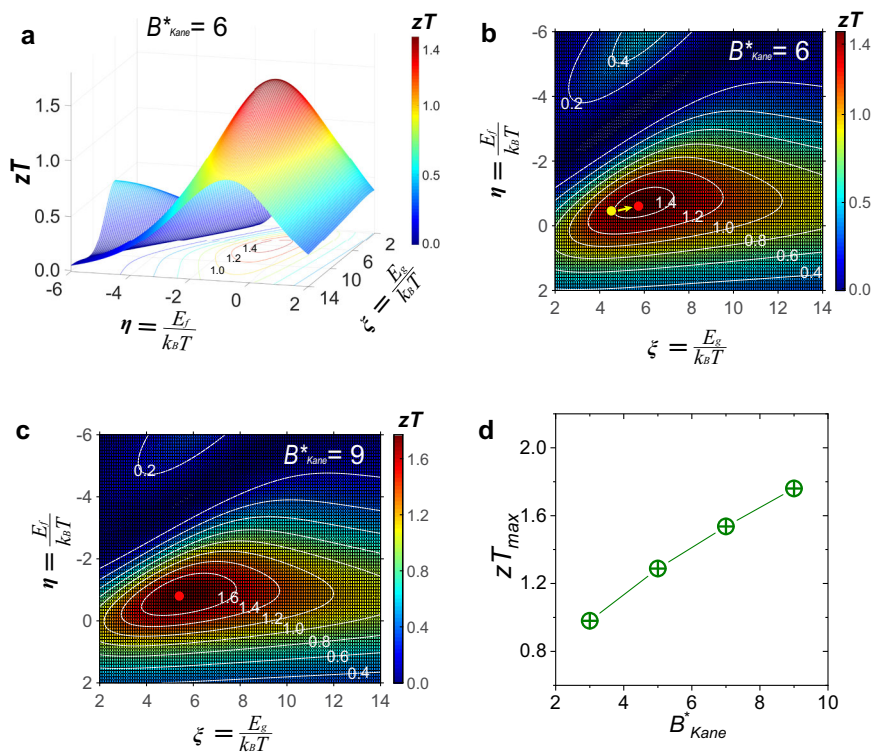 a
B*Kane = 6
zT
1.4
1.0
0.5
0.0
zT
1.5
1.0
0.5
0.0
1.4
1.2
1.0
-6
-4
-2
0
2
14
10
6
2
η = Ef/kBT
ξ = Eg/kBT
b
B*Kane = 6
zT
1.4
1.0
0.5
0.0
-6
-4
-2
0
2
0.4
0.2
1.4
1.2
1.0
0.8
0.6
0.4
2 4 6 8 10 12 14
η = Ef/kBT
ξ = Eg/kBT
c
B*Kane = 9
zT
1.6
1.2
0.8
0.4
0.0
-6
-4
-2
0
2
0.2
1.6
1.4
1.2
1.0
0.8
0.6
0.4
2 4 6 8 10 12 14
η = Ef/kBT
ξ = Eg/kBT
d
zTmax
2.0
1.6
1.2
0.8
2 4 6 8 10
B*Kane